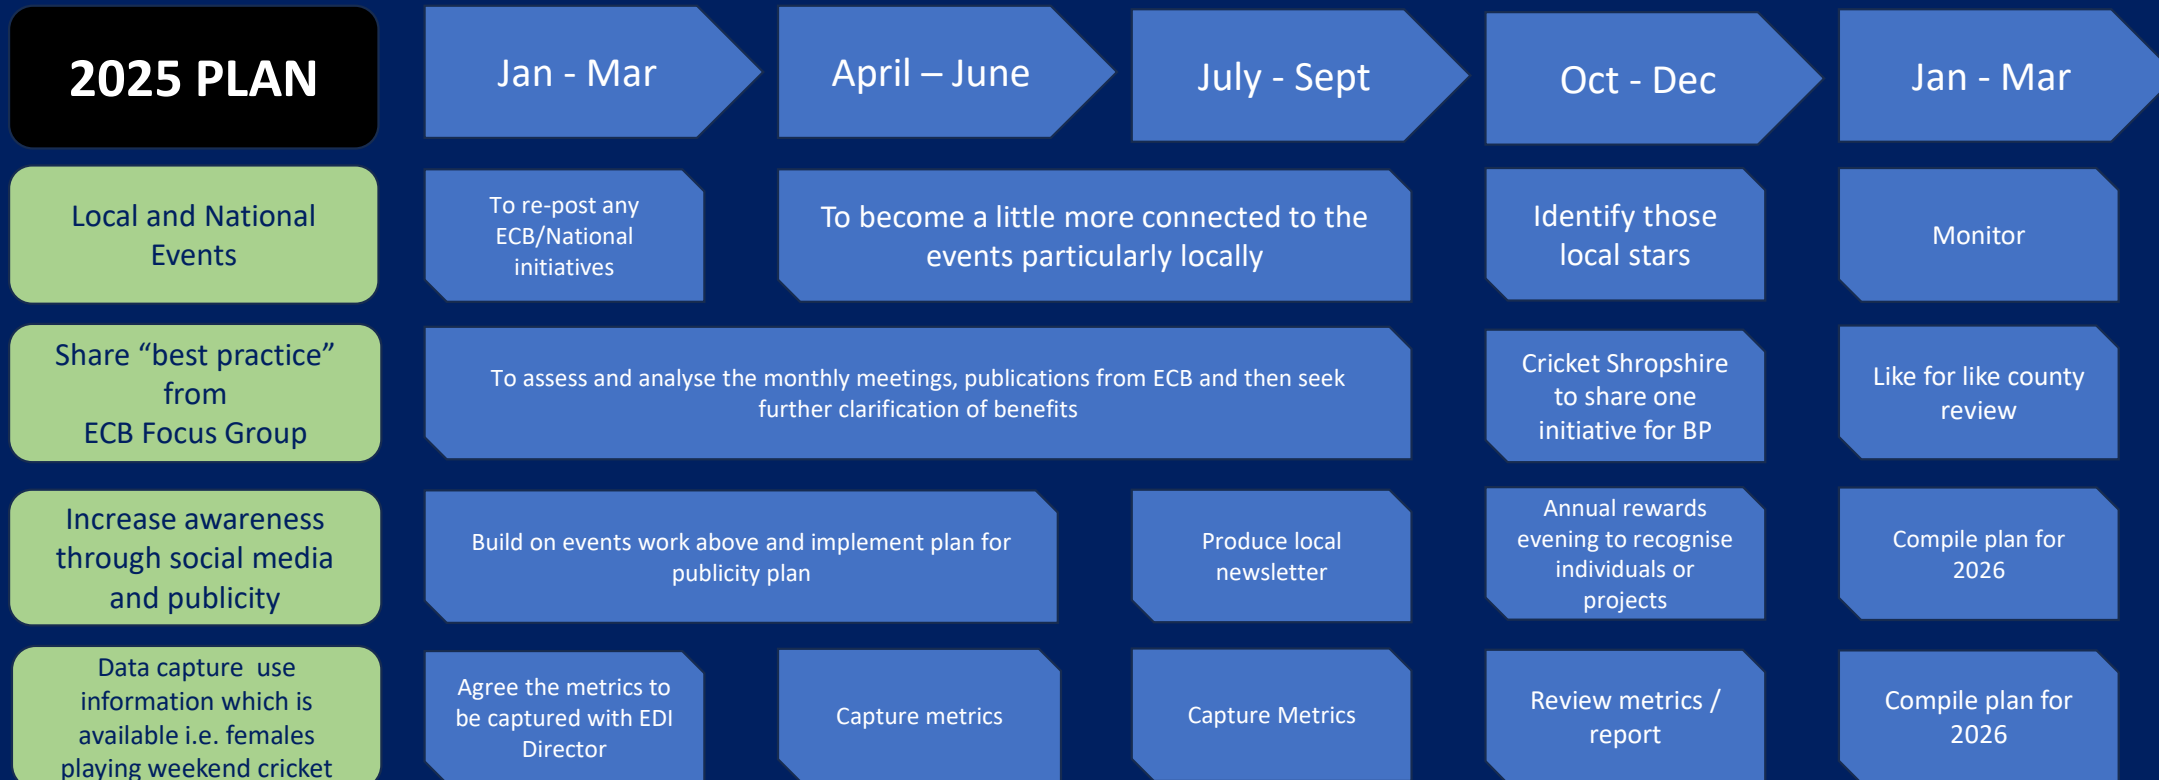 2025 PLAN
Jan - Mar
April – June
July - Sept
Oct - Dec
Jan - Mar
Local and National
Events
To re-post any
ECB/National
initiatives
To become a little more connected to the
events particularly locally
Identify those
local stars
Monitor
Share “best practice”
from
ECB Focus Group
To assess and analyse the monthly meetings, publications from ECB and then seek
further clarification of benefits
Cricket Shropshire
to share one
initiative for BP
Like for like county
review
Increase awareness
through social media
and publicity
Build on events work above and implement plan for
publicity plan
Produce local
newsletter
Annual rewards
evening to recognise
individuals or
projects
Compile plan for
2026
Data capture use
information which is
available i.e. females
playing weekend cricket
Agree the metrics to
be captured with EDI
Director
Capture metrics
Capture Metrics
Review metrics /
report
Compile plan for
2026